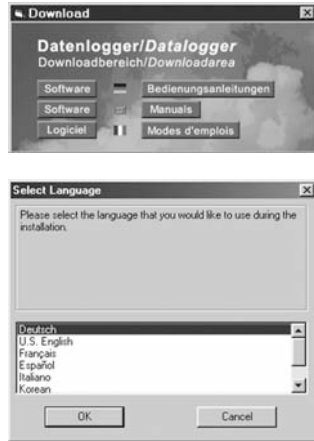 Download
Datenlogger/Datalogger
Downloadbereich/Downloadarea
Software Bedienungsanleitungen
Software Manuals
Logiciel Modes d'emplois
Select Language
Please select the language that you would like to use during the
installation.
Deutsch
U.S. English
Français
Español
Italiano
Korean
OK Cancel